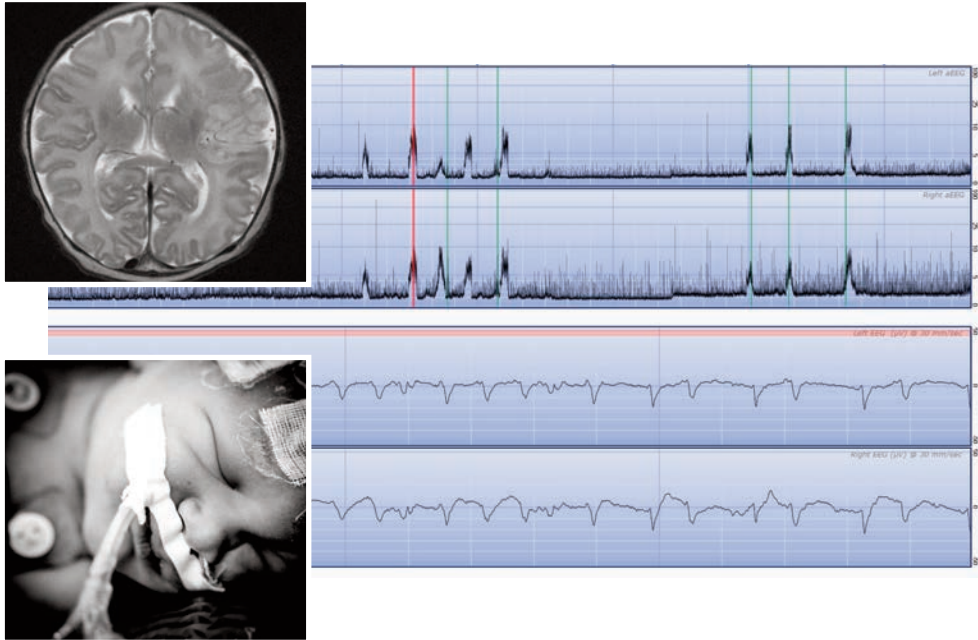 Left aEEG
Right aEEG
Left EEG (µV) @ 30 mm/sec
Right EEG (µV) @ 30 mm/sec